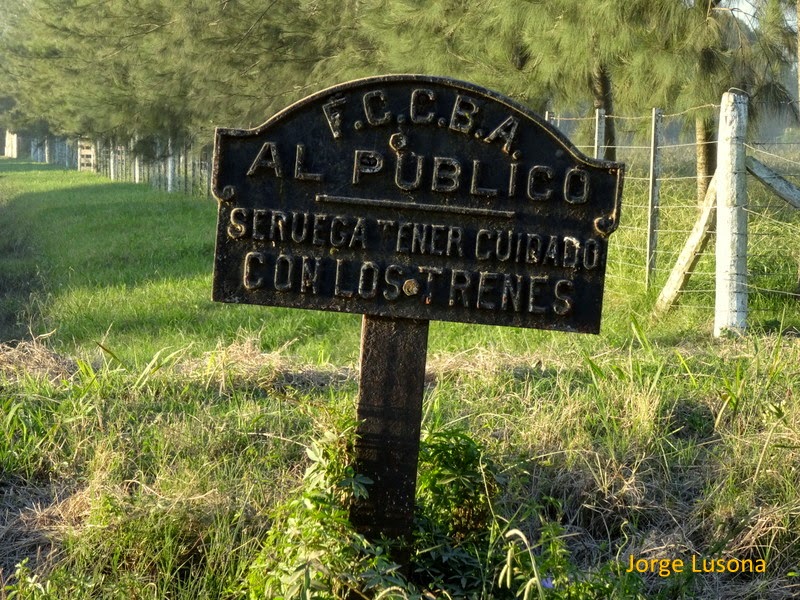 F.C.C.B.A.
AL PUBLICO
SE RUEGA TENER CUIDADO
CON LOS TRENES
Jorge Lusona